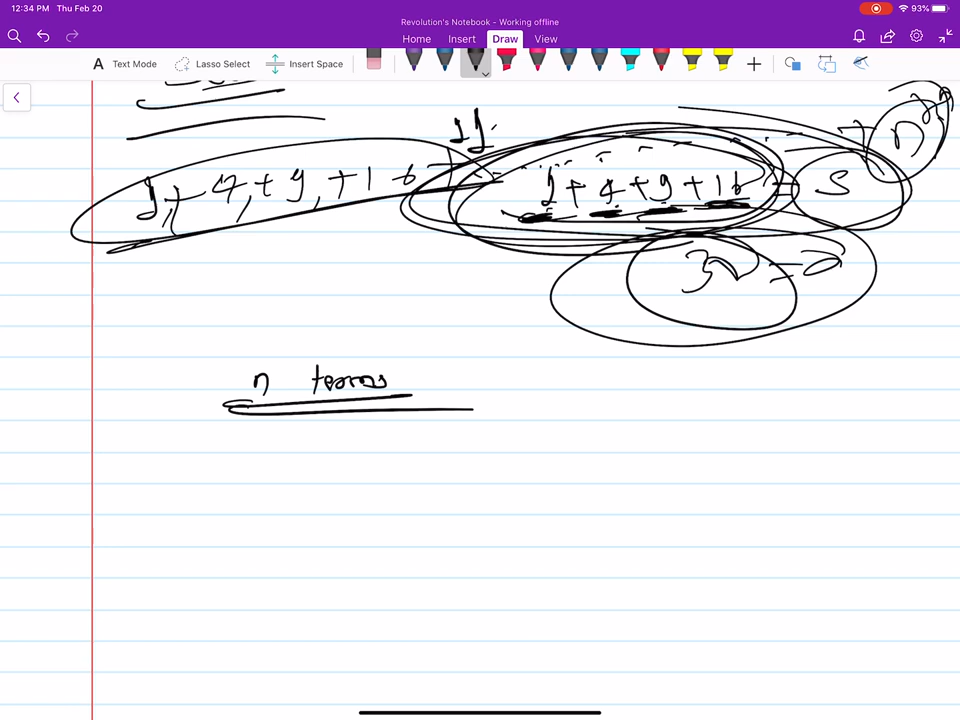 12:34 PM Thu Feb 20
93%
Revolution's Notebook - Working offline
Home Insert Draw View
A Text Mode Lasso Select Insert Space
1, + 4, + 9, + 16 + 1 + 4 + 9 + 16 = S
n terms